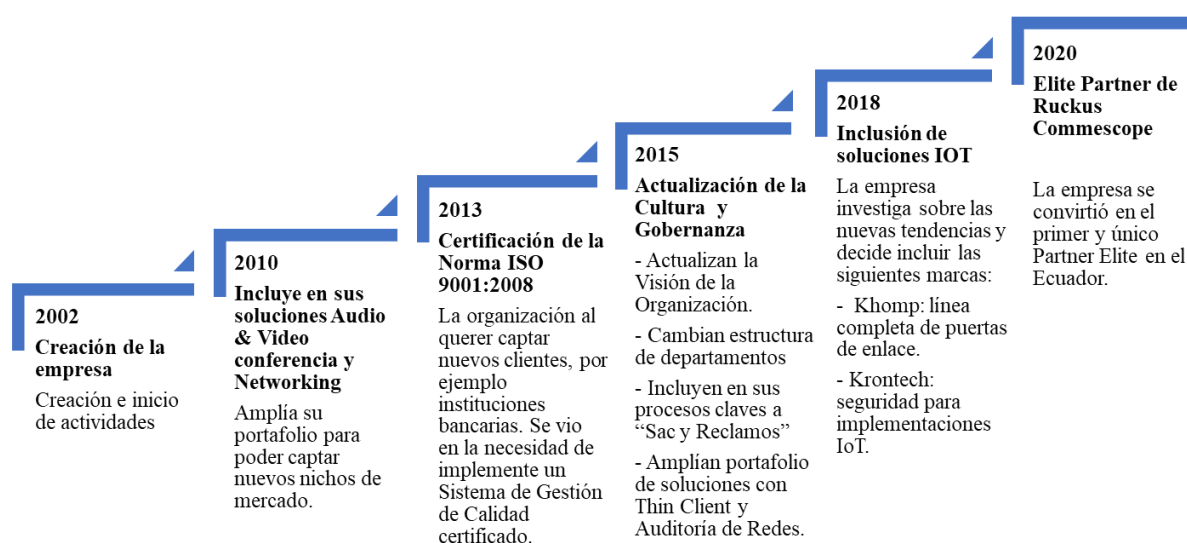 2002
Creación de la
empresa
Creación e inicio
de actividades
2010
Incluye en sus
soluciones Audio
& Video
conferencia y
Networking
Amplía su
portafolio para
poder captar
nuevos nichos de
mercado.
2013
Certificación de la
Norma ISO
9001:2008
La organización al
querer captar
nuevos clientes, por
ejemplo
instituciones
bancarias. Se vio
en la necesidad de
implemente un
Sistema de Gestión
de Calidad
certificado.
2015
Actualización de la
Cultura y
Gobernanza
- Actualizan la
Visión de la
Organización.
- Cambian estructura
de departamentos
- Incluyen en sus
procesos claves a
“Sac y Reclamos”
- Amplían portafolio
de soluciones con
Thin Client y
Auditoría de Redes.
2018
Inclusión de
soluciones IOT
La empresa
investiga sobre las
nuevas tendencias y
decide incluir las
siguientes marcas:
- Khomp: línea
completa de puertas
de enlace.
- Krontech:
seguridad para
implementaciones
IoT.
2020
Elite Partner de
Ruckus
Commescope
La empresa se
convirtió en el
primer y único
Partner Elite en el
Ecuador.